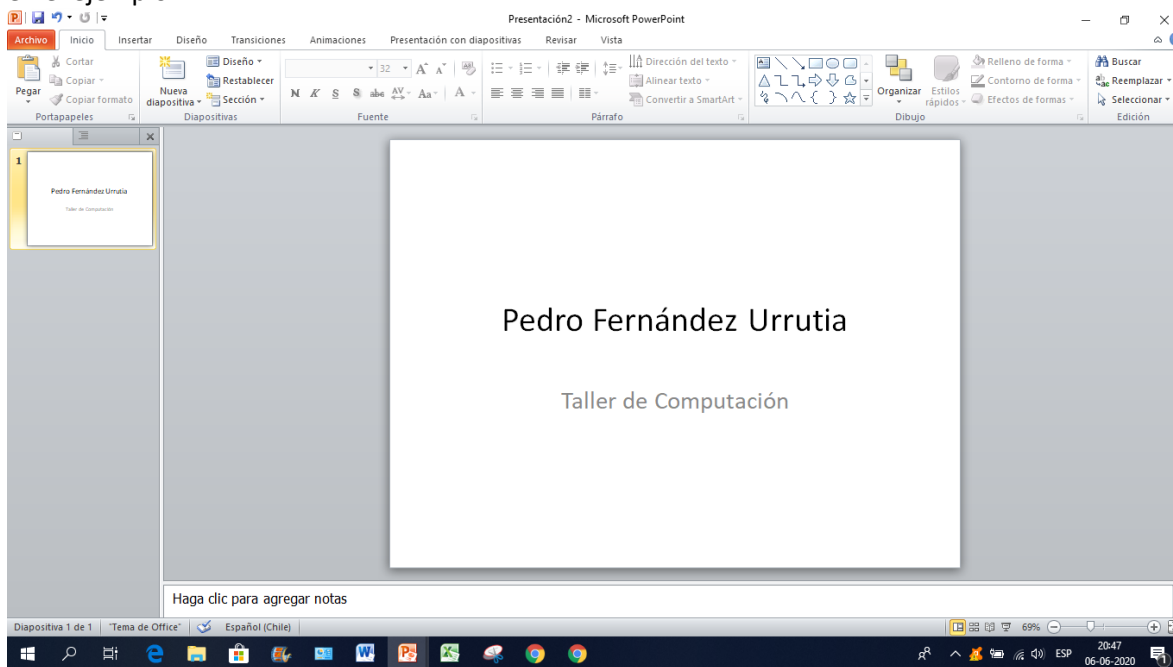 Presentación2 - Microsoft PowerPoint
Archivo Inicio Insertar Diseño Transiciones Animaciones Presentación con diapositivas Revisar Vista
Pegar
Cortar
Copiar
Copiar formato
Portapapeles
Nueva diapositiva
Diseño
Restablecer
Sección
Diapositivas
32
N K S S abc AV Aa A
Fuente
Dirección del texto
Alinear texto
Convertir a SmartArt
Párrafo
Organizar
Estilos rápidos
Relleno de forma
Contorno de forma
Efectos de formas
Dibujo
Buscar
Reemplazar
Seleccionar
Edición
1
Pedro Fernández Urrutia
Taller de Computación
Pedro Fernández Urrutia
Taller de Computación
Haga clic para agregar notas
Diapositiva 1 de 1 "Tema de Office" Español (Chile) 69%
ESP 20:47
06-06-2020